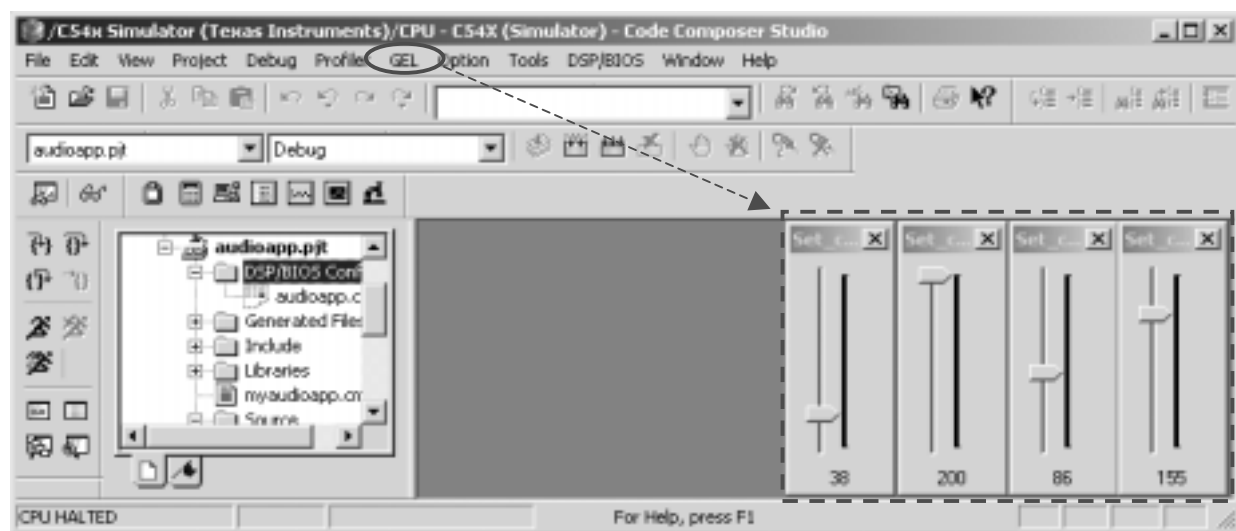 /C54x Simulator (Texas Instruments)/CPU - C54X (Simulator) - Code Composer Studio
File Edit View Project Debug Profiler GEL Option Tools DSP/BIOS Window Help
audioapp.pjt Debug
audioapp.pjt
DSP/BIOS Conf
audioapp.c
Generated Files
Include
Libraries
myaudioapp.cm
Source
Set_c... Set_c... Set_c... Set_c...
38 200 86 155
CPU HALTED For Help, press F1